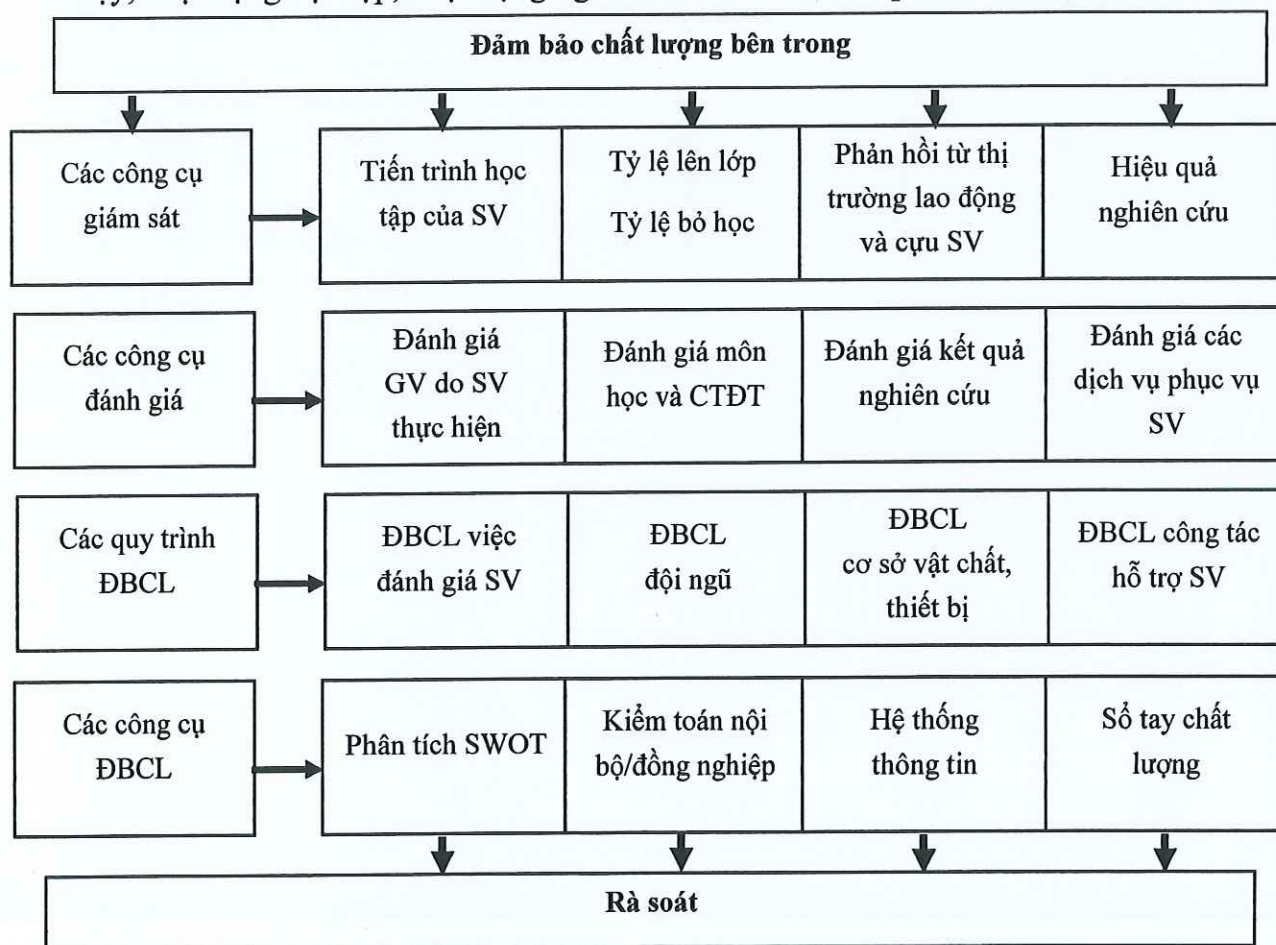 Đảm bảo chất lượng bên trong
Các công cụ
giám sát
Tiến trình học
tập của SV
Tỷ lệ lên lớp
Tỷ lệ bỏ học
Phản hồi từ thị
trường lao động
và cựu SV
Hiệu quả
nghiên cứu
Các công cụ
đánh giá
Đánh giá
GV do SV
thực hiện
Đánh giá môn
học và CTĐT
Đánh giá kết quả
nghiên cứu
Đánh giá các
dịch vụ phục vụ
SV
Các quy trình
ĐBCL
ĐBCL việc
đánh giá SV
ĐBCL
đội ngũ
ĐBCL
cơ sở vật chất,
thiết bị
ĐBCL công tác
hỗ trợ SV
Các công cụ
ĐBCL
Phân tích SWOT
Kiểm toán nội
bộ/đồng nghiệp
Hệ thống
thông tin
Sổ tay chất
lượng
Rà soát